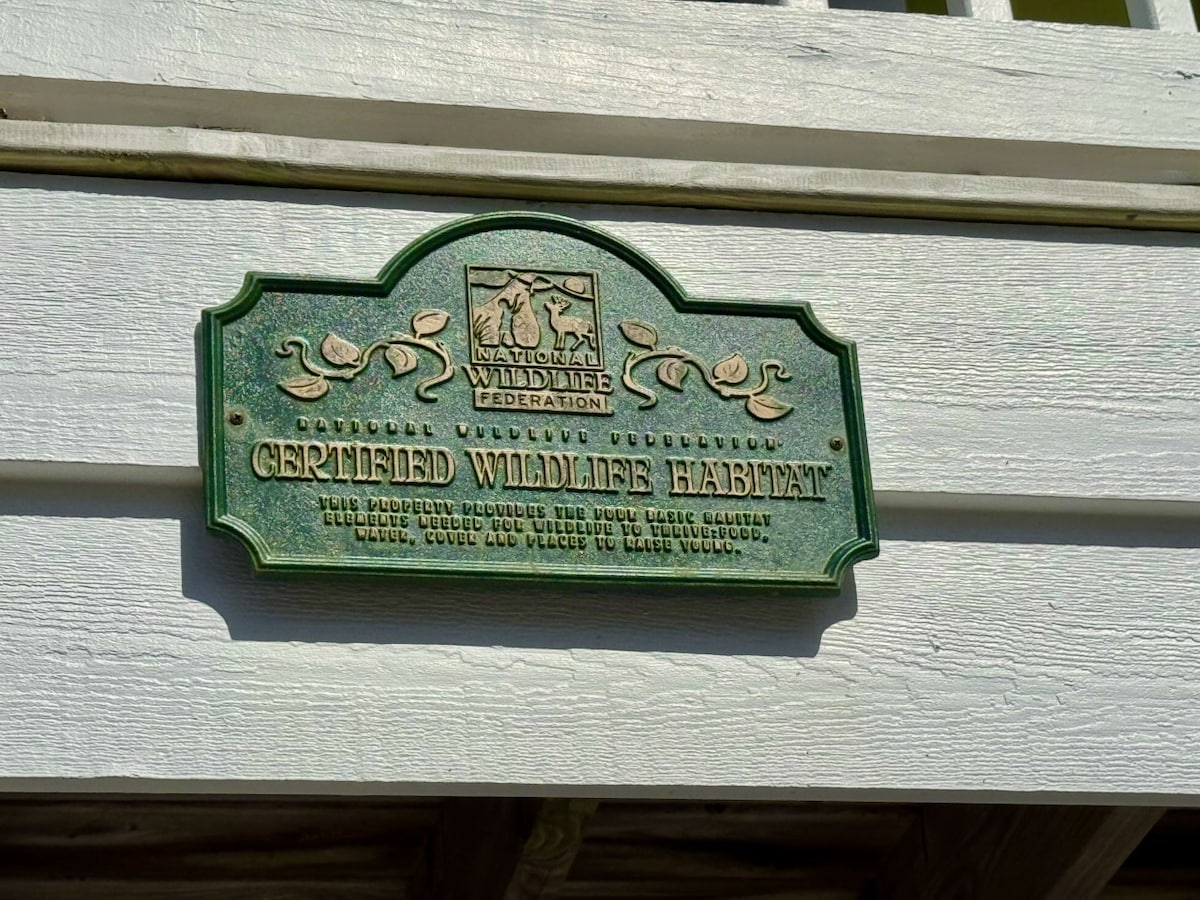 NATIONAL
WILDLIFE
FEDERATION
NATIONAL WILDLIFE FEDERATION
CERTIFIED WILDLIFE HABITAT
THIS PROPERTY PROVIDES THE FOUR BASIC HABITAT
ELEMENTS NEEDED FOR WILDLIFE TO THRIVE: FOOD,
WATER, COVER AND PLACES TO RAISE YOUNG.